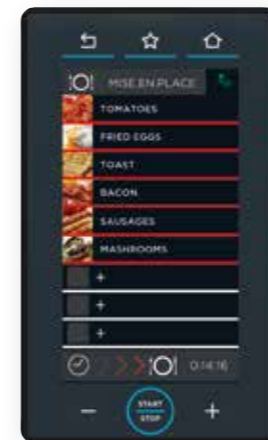 MISE.EN.PLACE
TOMATOES
FRIED EGGS
TOAST
BACON
SAUSAGES
MASHROOMS
+
+
+
0:14:16
START
STOP